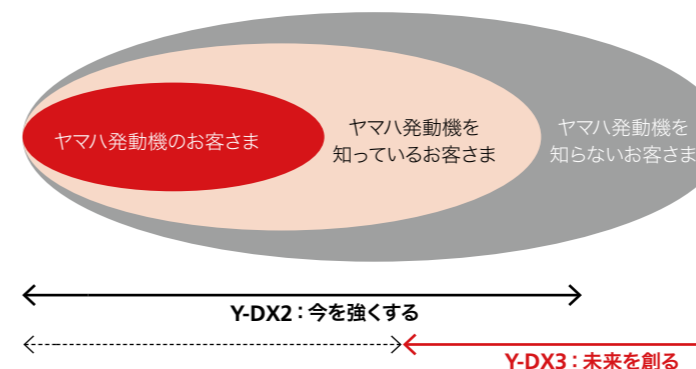 ヤマハ発動機のお客さま
ヤマハ発動機を
知っているお客さま
ヤマハ発動機を
知らないお客さま
Y-DX2：今を強くする
Y-DX3：未来を創る